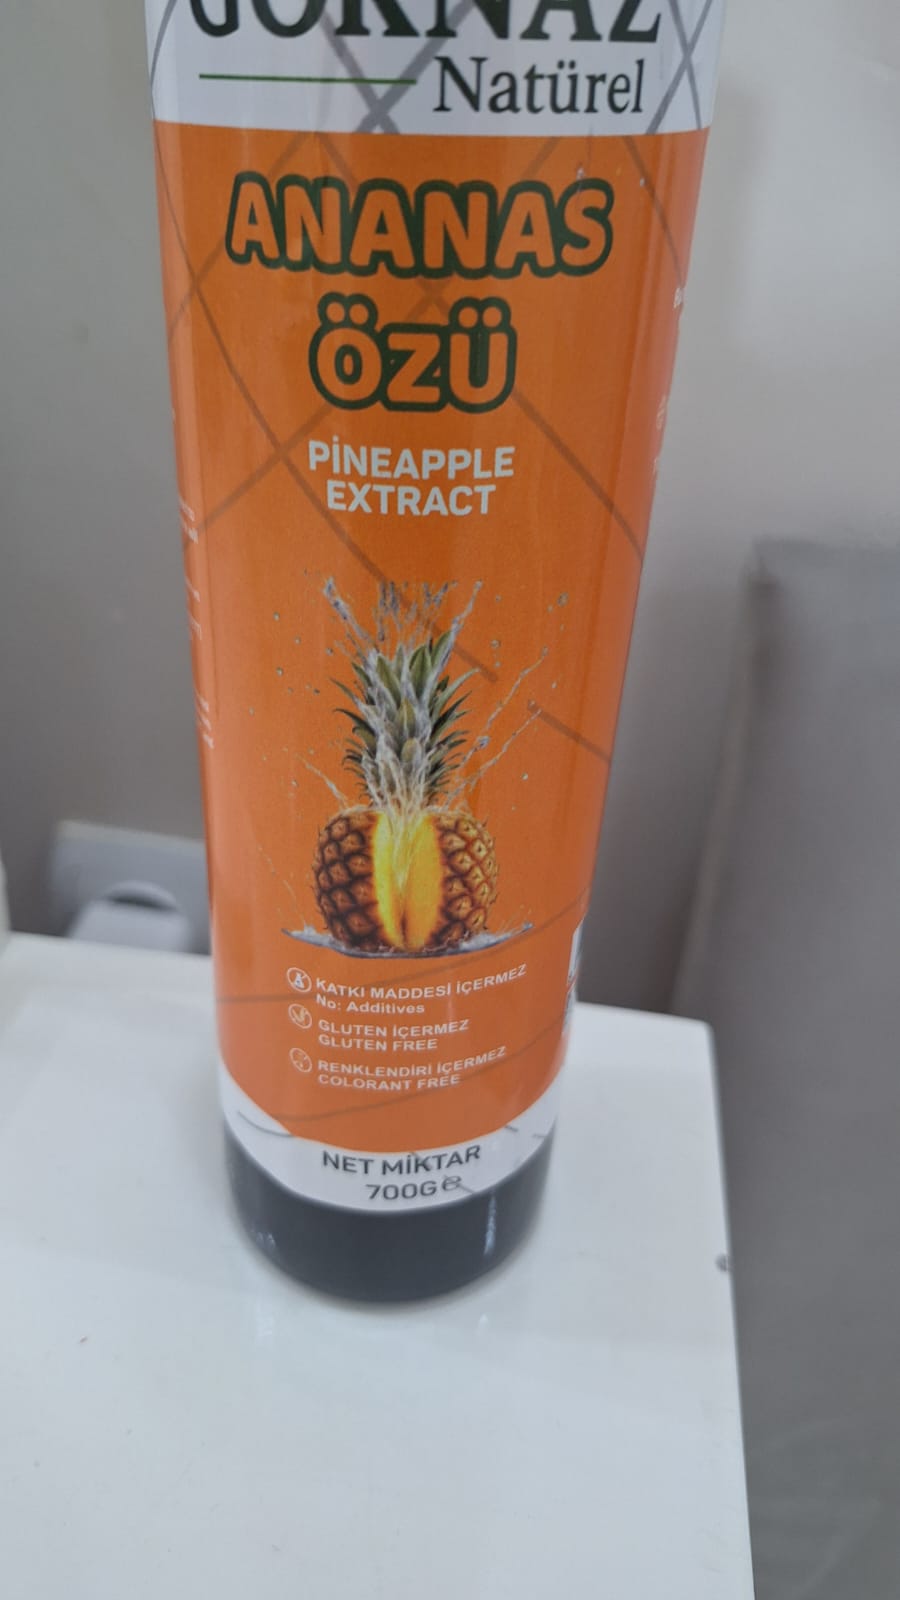 Natürel
ANANAS
ÖZÜ
PİNEAPPLE
EXTRACT
KATKI MADDESİ İÇERMEZ
No: Additives
GLUTEN İÇERMEZ
GLUTEN FREE
RENKLENDİRİ İÇERMEZ
COLORANT FREE
NET MİKTAR
700G℮